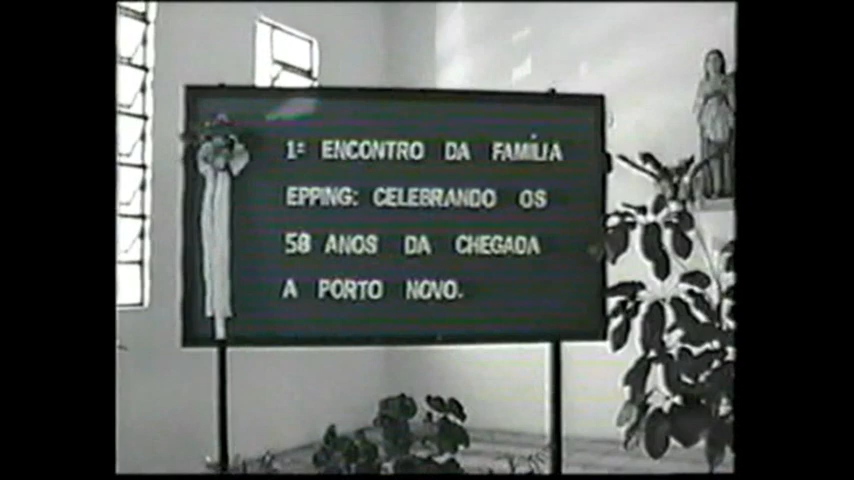 1º ENCONTRO DA FAMÍLIA
EPPING: CELEBRANDO OS
58 ANOS DA CHEGADA
A PORTO NOVO.